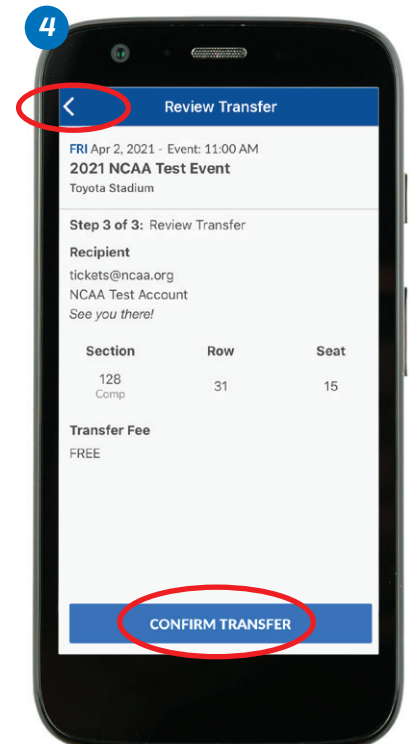 4
Review Transfer
FRI Apr 2, 2021 - Event: 11:00 AM
2021 NCAA Test Event
Toyota Stadium
Step 3 of 3: Review Transfer
Recipient
tickets@ncaa.org
NCAA Test Account
See you there!
Section Row Seat
128 31 15
Comp
Transfer Fee
FREE
CONFIRM TRANSFER